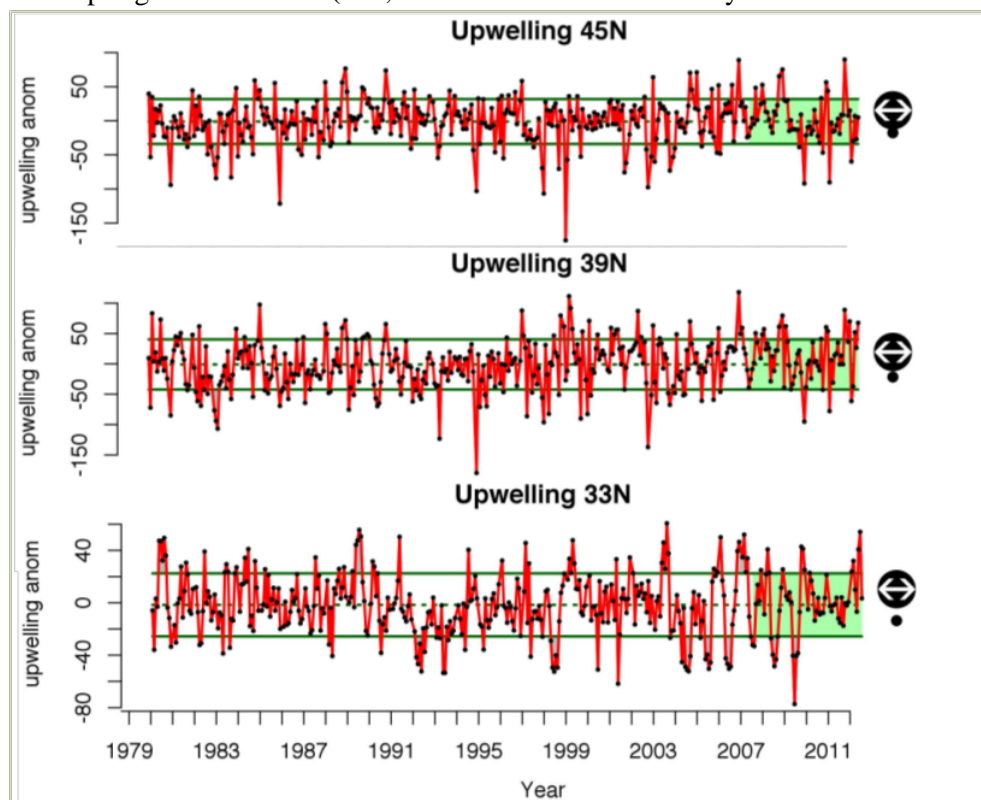 Upwelling 45N
upwelling anom
50
-50
-150
Upwelling 39N
upwelling anom
50
-50
-150
Upwelling 33N
upwelling anom
40
0
-40
-80
1979 1983 1987 1991 1995 1999 2003 2007 2011
Year